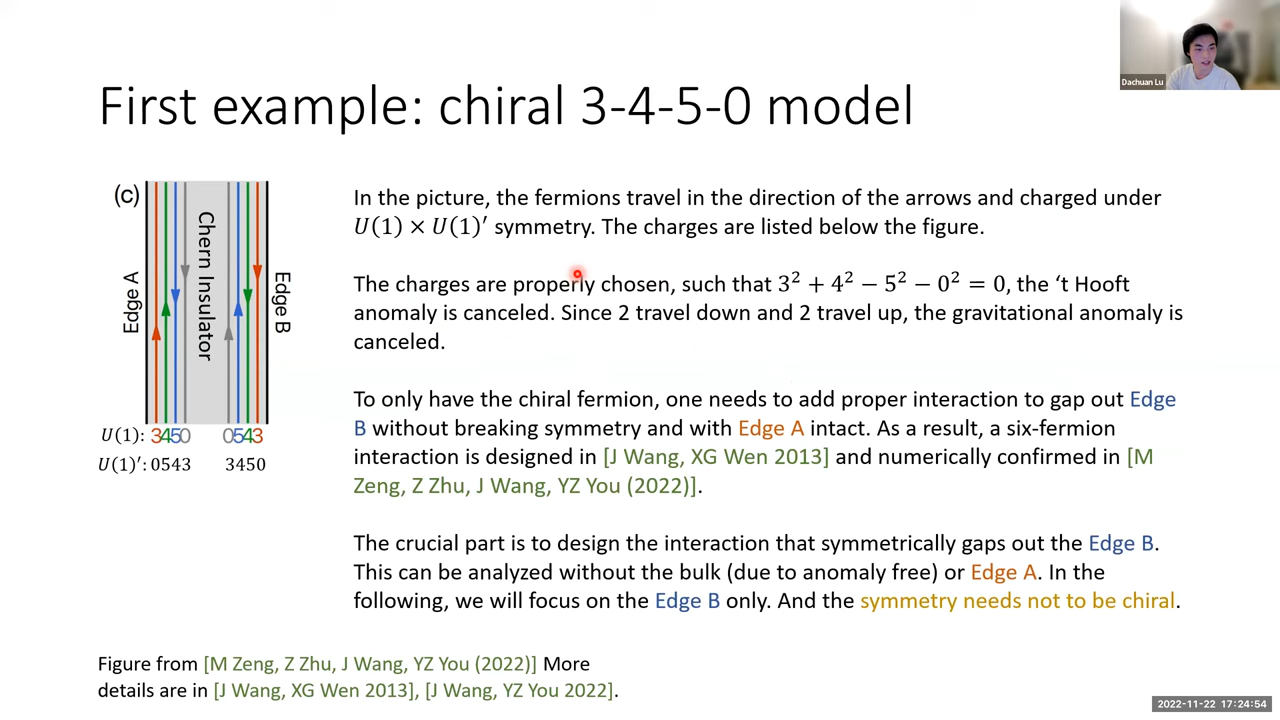 Dachuan Lu
First example: chiral 3-4-5-0 model
(c)
Edge A
Chern Insulator
Edge B
U(1): 3450 0543
U(1)′: 0543 3450
In the picture, the fermions travel in the direction of the arrows and charged under
U(1) × U(1)′ symmetry. The charges are listed below the figure.
The charges are properly chosen, such that 3² + 4² − 5² − 0² = 0, the ‘t Hooft
anomaly is canceled. Since 2 travel down and 2 travel up, the gravitational anomaly is
canceled.
To only have the chiral fermion, one needs to add proper interaction to gap out Edge
B without breaking symmetry and with Edge A intact. As a result, a six-fermion
interaction is designed in [J Wang, XG Wen 2013] and numerically confirmed in [M
Zeng, Z Zhu, J Wang, YZ You (2022)].
The crucial part is to design the interaction that symmetrically gaps out the Edge B.
This can be analyzed without the bulk (due to anomaly free) or Edge A. In the
following, we will focus on the Edge B only. And the symmetry needs not to be chiral.
Figure from [M Zeng, Z Zhu, J Wang, YZ You (2022)] More
details are in [J Wang, XG Wen 2013], [J Wang, YZ You 2022].
2022-11-22 17:24:54